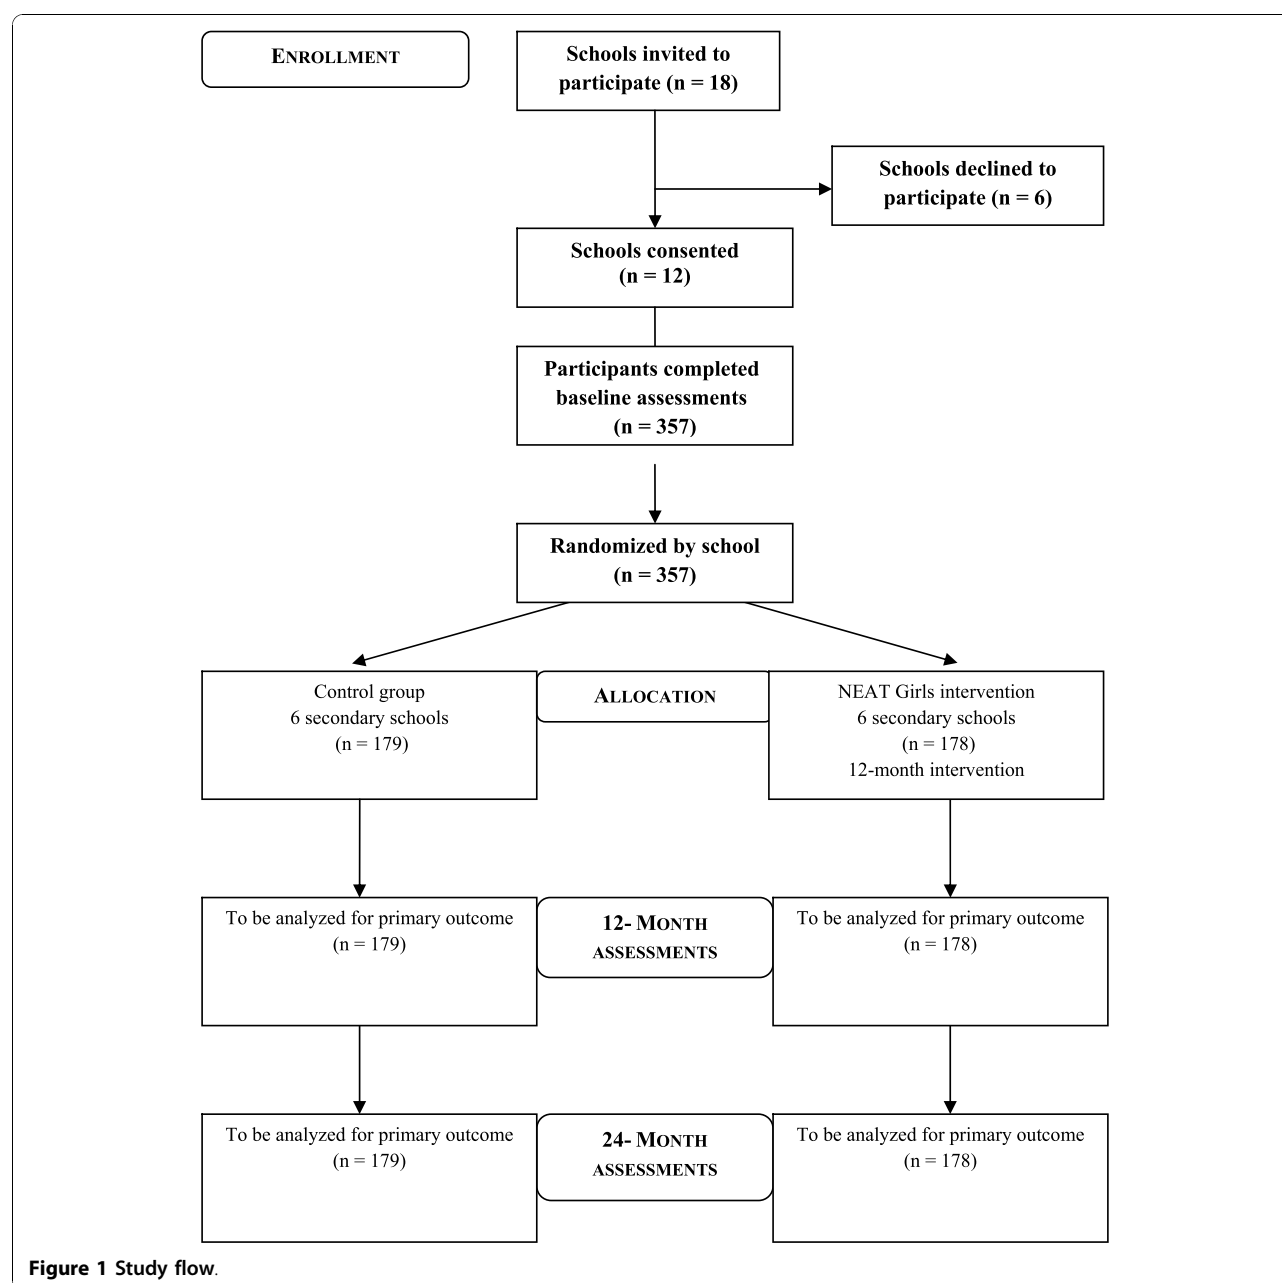 ENROLLMENT
Schools invited to
participate (n = 18)
Schools declined to
participate (n = 6)
Schools consented
(n = 12)
Participants completed
baseline assessments
(n = 357)
Randomized by school
(n = 357)
Control group
6 secondary schools
(n = 179)
ALLOCATION
NEAT Girls intervention
6 secondary schools
(n = 178)
12-month intervention
To be analyzed for primary outcome
(n = 179)
12- MONTH
ASSESSMENTS
To be analyzed for primary outcome
(n = 178)
To be analyzed for primary outcome
(n = 179)
24- MONTH
ASSESSMENTS
To be analyzed for primary outcome
(n = 178)
Figure 1 Study flow.